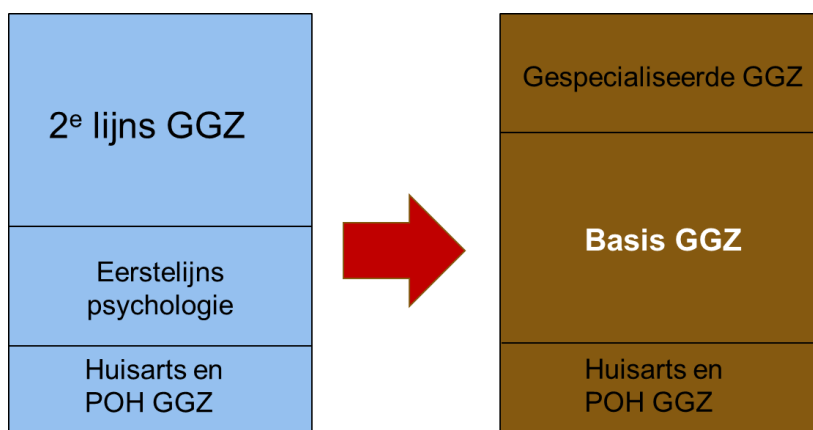 2e lijns GGZ
Eerstelijns
psychologie
Huisarts en
POH GGZ
Gespecialiseerde GGZ
Basis GGZ
Huisarts en
POH GGZ